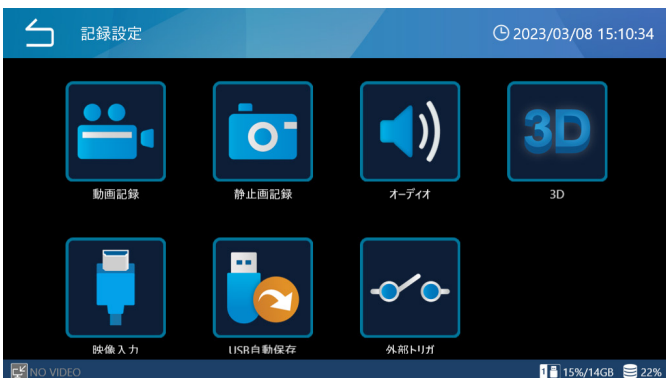 記録設定
2023/03/08 15:10:34
動画記録
静止画記録
オーディオ
3D
3D
映像入力
USB自動保存
外部トリガ
NO VIDEO
1 15%/14GB 22%